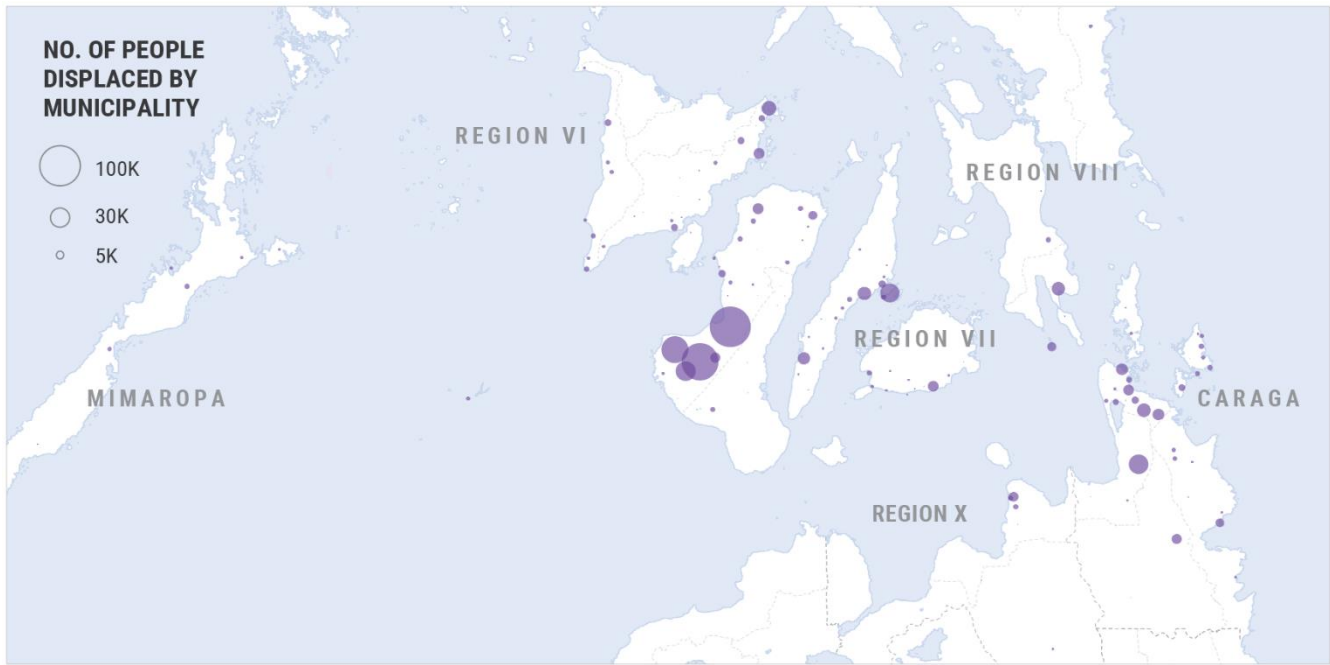 NO. OF PEOPLE
DISPLACED BY
MUNICIPALITY
100K
30K
5K
REGION VI
REGION VIII
REGION VII
MIMAROPA
CARAGA
REGION X